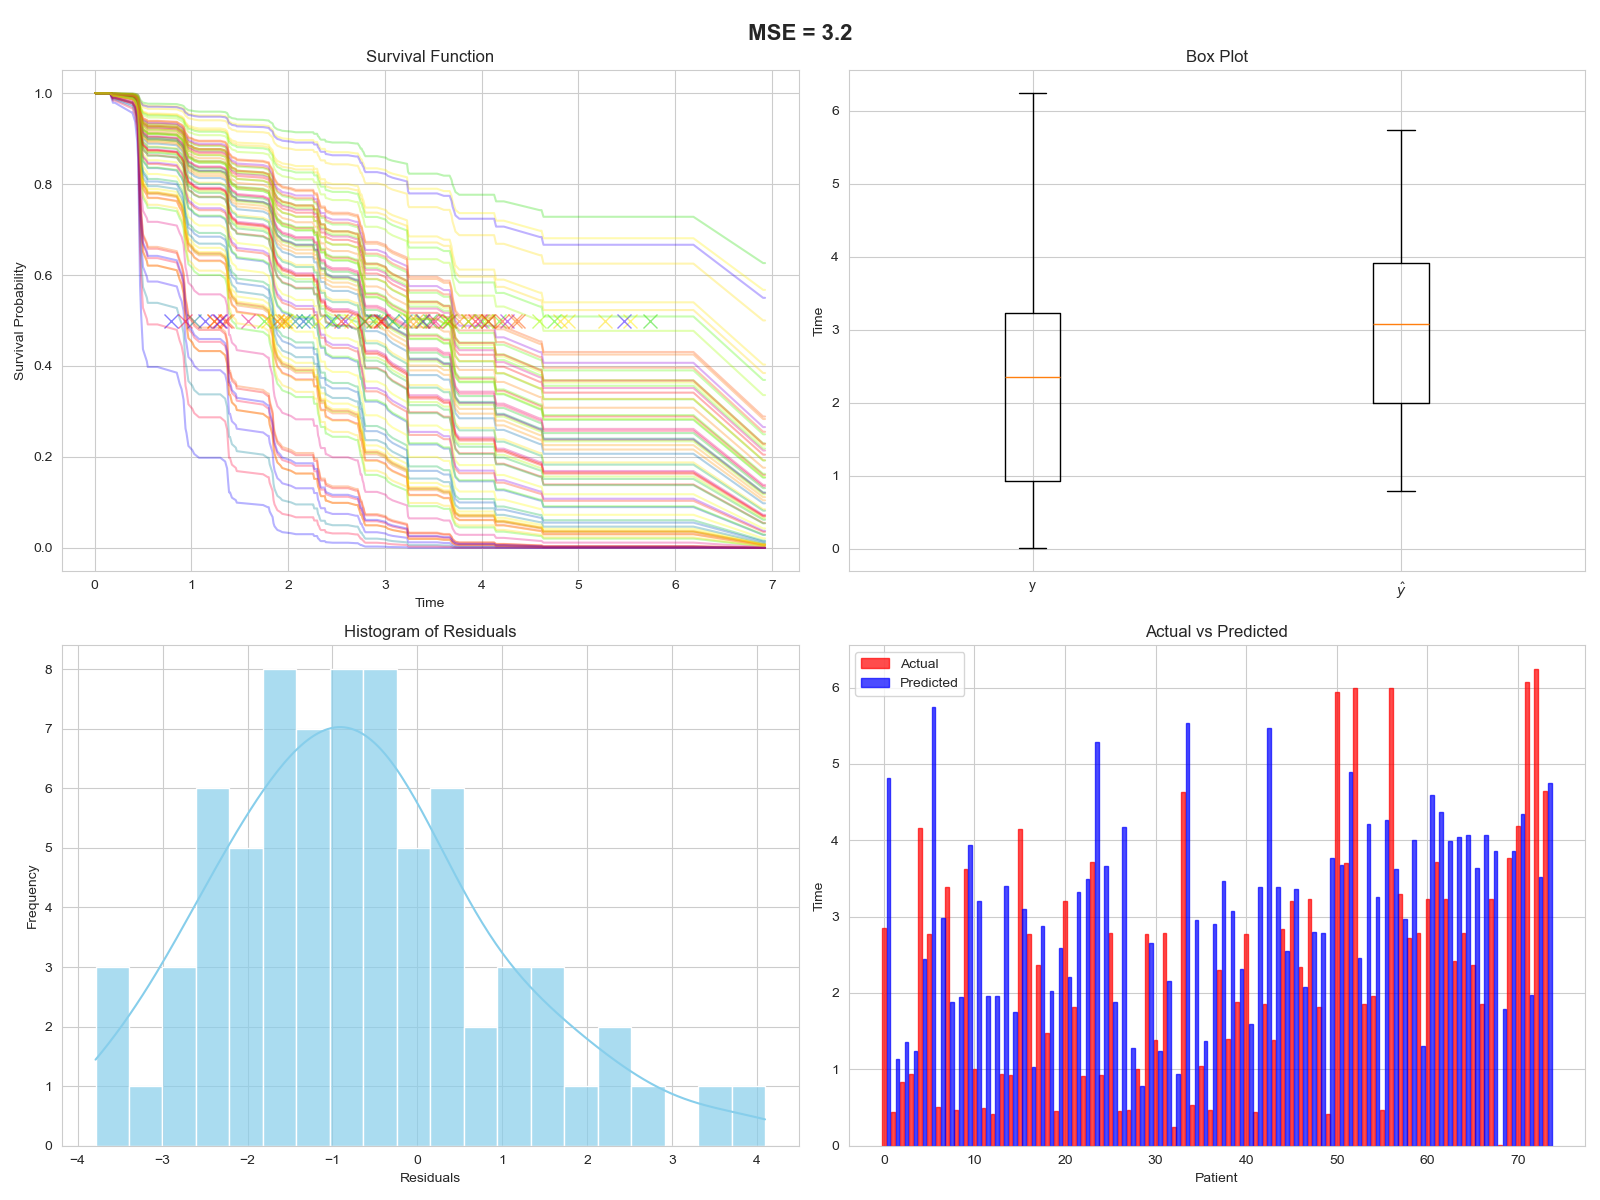 MSE = 3.2
Survival Function
Survival Probability
1.0
0.8
0.6
0.4
0.2
0.0
0 1 2 3 4 5 6 7
Time
Box Plot
Time
6
5
4
3
2
1
0
y ŷ
Histogram of Residuals
Frequency
8
7
6
5
4
3
2
1
0
−4 −3 −2 −1 0 1 2 3 4
Residuals
Actual vs Predicted
Actual
Predicted
Time
6
5
4
3
2
1
0
0 10 20 30 40 50 60 70
Patient